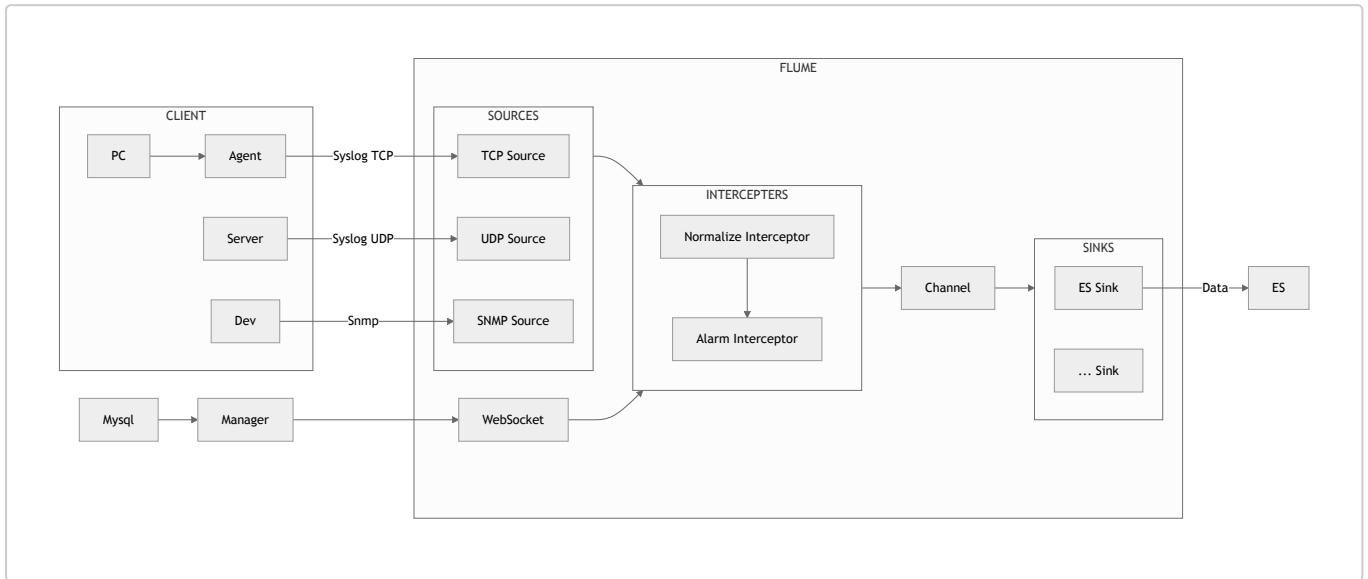 FLUME
CLIENT
SOURCES
PC
Agent
Syslog TCP
TCP Source
INTERCEPTERS
Server
Syslog UDP
UDP Source
Normalize Interceptor
SINKS
Channel
ES Sink
Data
ES
Dev
Snmp
SNMP Source
Alarm Interceptor
... Sink
Mysql
Manager
WebSocket